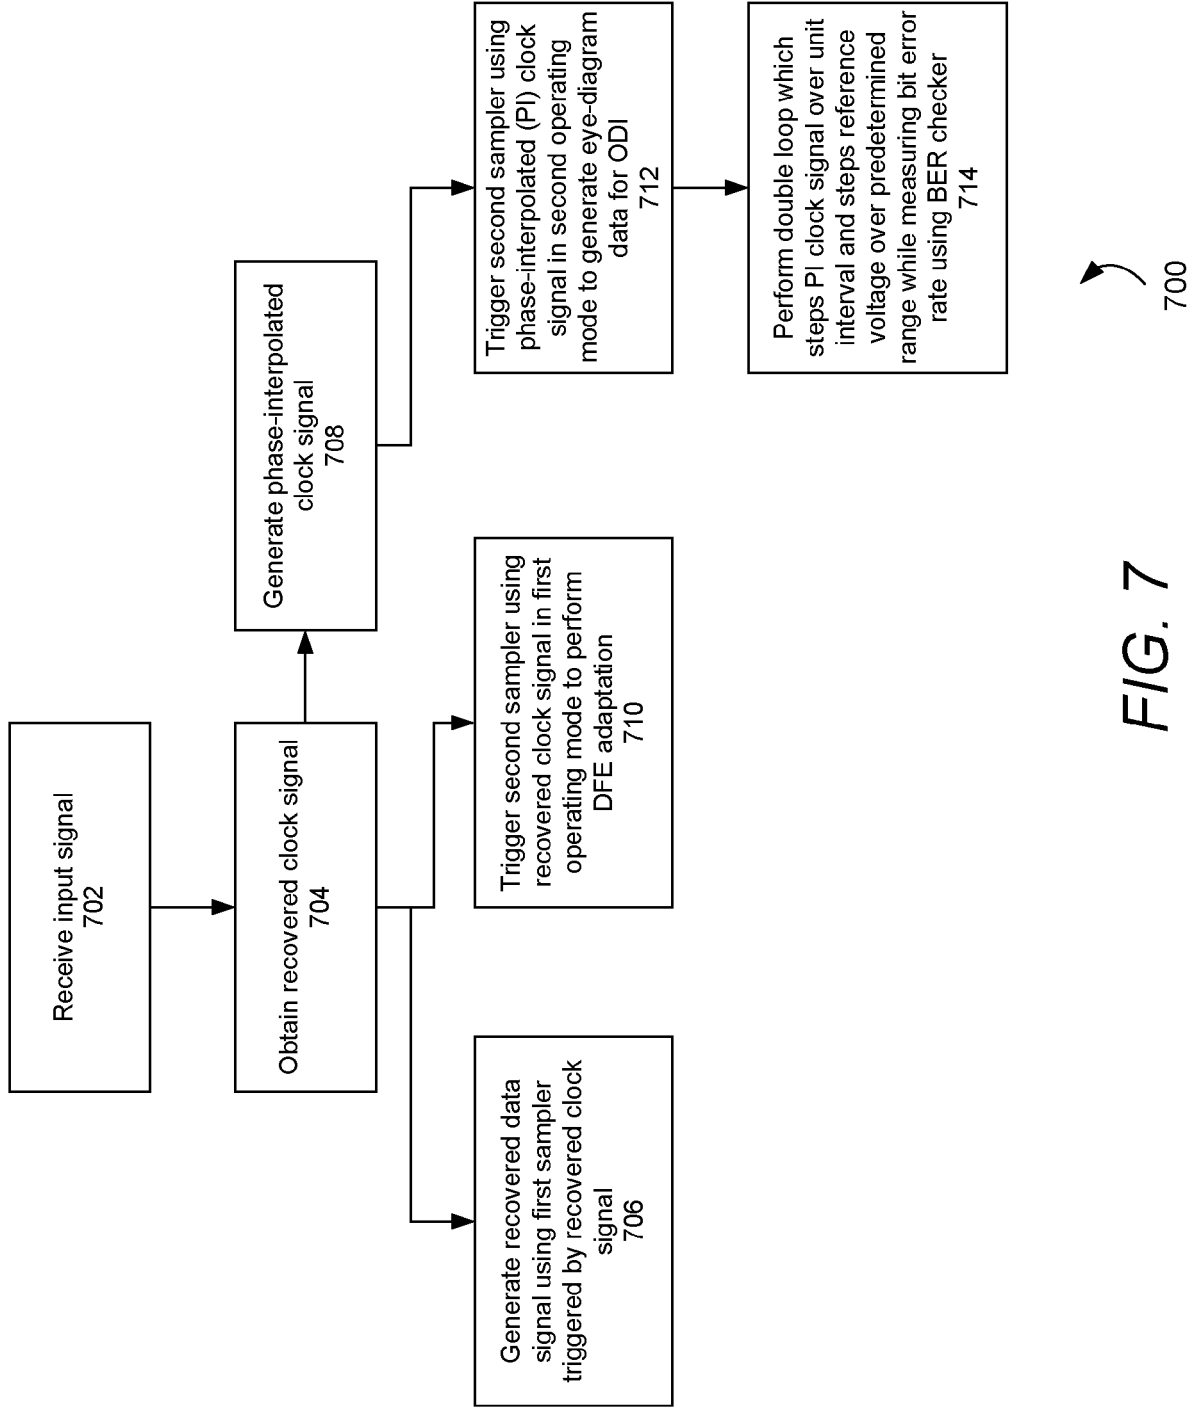 Receive input signal
702
Obtain recovered clock signal
704
Generate phase-interpolated
clock signal
708
Generate recovered data
signal using first sampler
triggered by recovered clock
signal
706
Trigger second sampler using
recovered clock signal in first
operating mode to perform
DFE adaptation
710
Trigger second sampler using
phase-interpolated (PI) clock
signal in second operating
mode to generate eye-diagram
data for ODI
712
Perform double loop which
steps PI clock signal over unit
interval and steps reference
voltage over predetermined
range while measuring bit error
rate using BER checker
714
700
FIG. 7